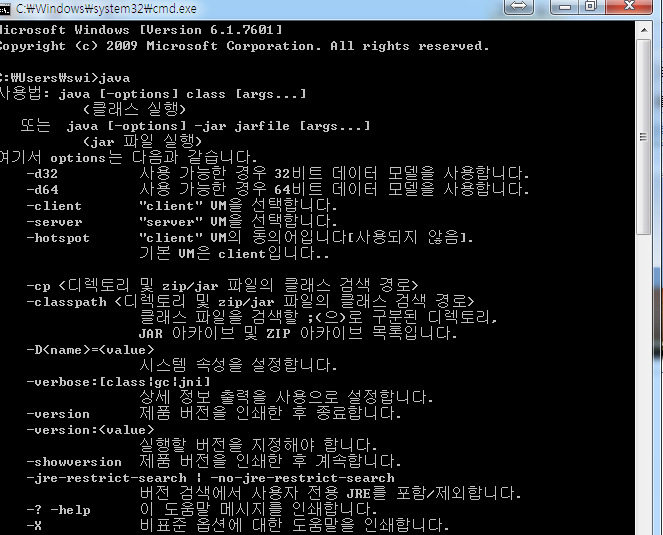 C:₩Windows₩system32₩cmd.exe
Microsoft Windows [Version 6.1.7601]
Copyright (c) 2009 Microsoft Corporation. All rights reserved.
C:₩Users₩swi>java
사용법: java [-options] class [args...]
(클래스 실행)
또는 java [-options] -jar jarfile [args...]
(jar 파일 실행)
여기서 options는 다음과 같습니다.
-d32 사용 가능한 경우 32비트 데이터 모델을 사용합니다.
-d64 사용 가능한 경우 64비트 데이터 모델을 사용합니다.
-client "client" VM을 선택합니다.
-server "server" VM을 선택합니다.
-hotspot "client" VM의 동의어입니다[사용되지 않음].
기본 VM은 client입니다..
-cp <디렉토리 및 zip/jar 파일의 클래스 검색 경로>
-classpath <디렉토리 및 zip/jar 파일의 클래스 검색 경로>
클래스 파일을 검색할 ;(으)로 구분된 디렉토리,
JAR 아카이브 및 ZIP 아카이브 목록입니다.
-D<name>=<value>
시스템 속성을 설정합니다.
-verbose:[class|gc|jni]
상세 정보 출력을 사용으로 설정합니다.
-version 제품 버전을 인쇄한 후 종료합니다.
-version:<value>
실행할 버전을 지정해야 합니다.
-showversion 제품 버전을 인쇄한 후 계속합니다.
-jre-restrict-search | -no-jre-restrict-search
버전 검색에서 사용자 전용 JRE를 포함/제외합니다.
-? -help 이 도움말 메시지를 인쇄합니다.
-X 비표준 옵션에 대한 도움말을 인쇄합니다.